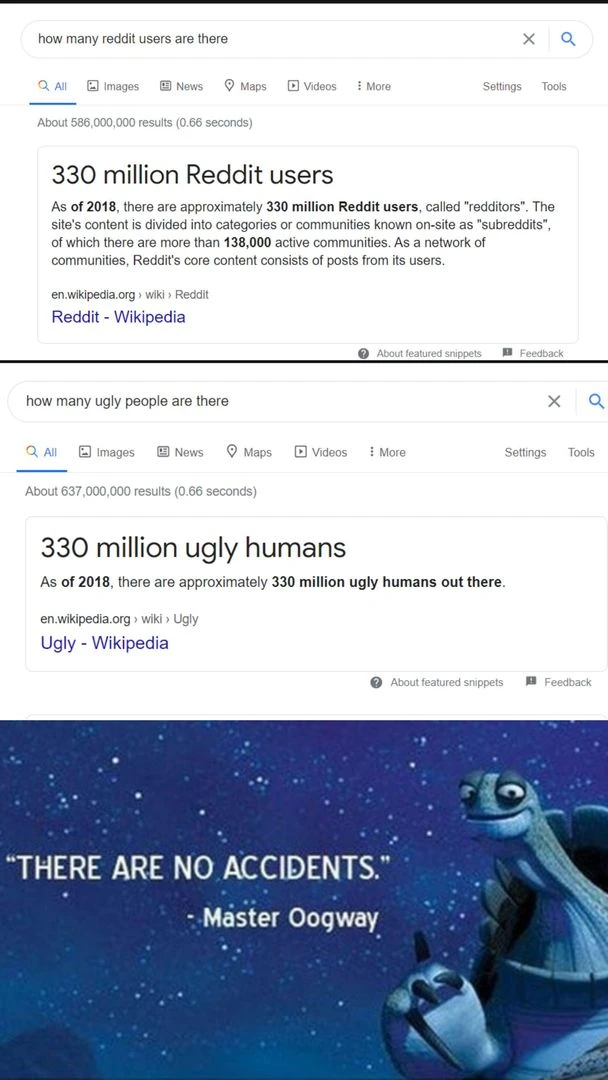 how many reddit users are there
All Images News Maps Videos More Settings Tools
About 586,000,000 results (0.66 seconds)
330 million Reddit users
As of 2018, there are approximately 330 million Reddit users, called "redditors". The
site's content is divided into categories or communities known on-site as "subreddits",
of which there are more than 138,000 active communities. As a network of
communities, Reddit's core content consists of posts from its users.
en.wikipedia.org › wiki › Reddit
Reddit - Wikipedia
About featured snippets Feedback
how many ugly people are there
All Images News Maps Videos More Settings Tools
About 637,000,000 results (0.66 seconds)
330 million ugly humans
As of 2018, there are approximately 330 million ugly humans out there.
en.wikipedia.org › wiki › Ugly
Ugly - Wikipedia
About featured snippets Feedback
“THERE ARE NO ACCIDENTS.”
- Master Oogway